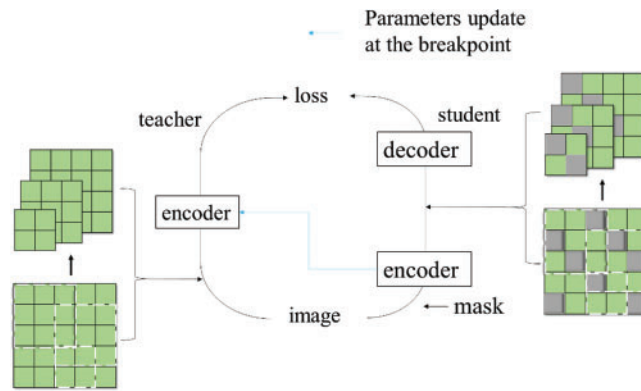 Parameters update
at the breakpoint
loss
teacher
student
decoder
encoder
encoder
image
mask